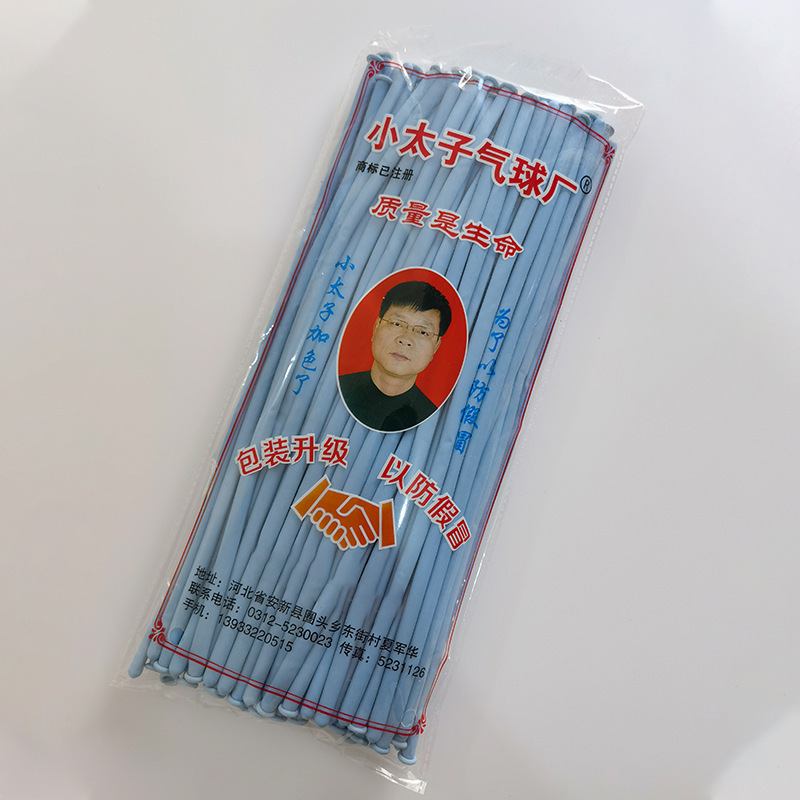 小太子气球厂®
商标已注册
质量是生命
小太子加色了
为了以防假冒
包装升级 以防假冒
地址：河北省安新县圈头乡东街村夏军华
联系电话：0312-5230023 传真：5231126
手机：13933220515